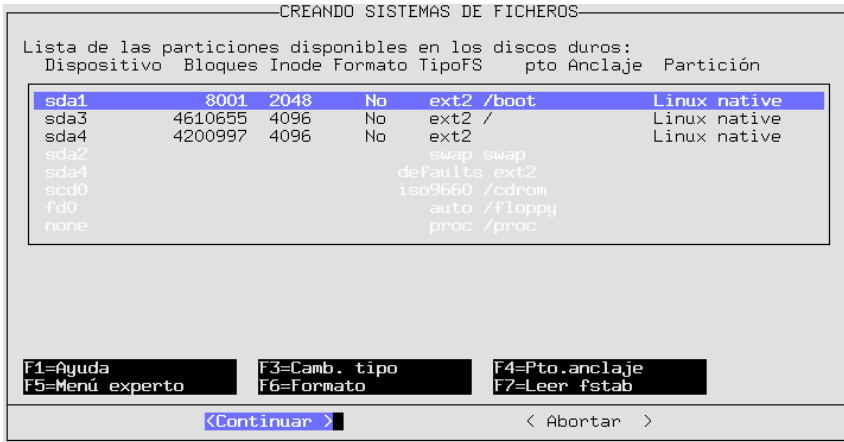 CREANDO SISTEMAS DE FICHEROS
Lista de las particiones disponibles en los discos duros:
Dispositivo Bloques Inode Formato TipoFS pto Anclaje Partición
sda1 8001 2048 No ext2 /boot Linux native
sda3 4610655 4096 No ext2 / Linux native
sda4 4200997 4096 No ext2 Linux native
sda2 swap swap
sda4 defaults ext2
scd0 iso9660 /cdrom
fd0 auto /floppy
none proc /proc
F1=Ayuda F3=Camb. tipo F4=Pto.anclaje
F5=Menú experto F6=Formato F7=Leer fstab
<Continuar > < Abortar >